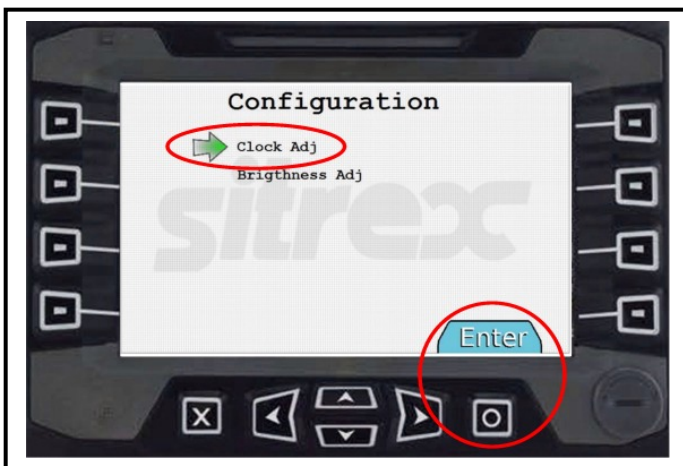 Configuration
Clock Adj
Brigthness Adj
sitrex
Enter
X
O